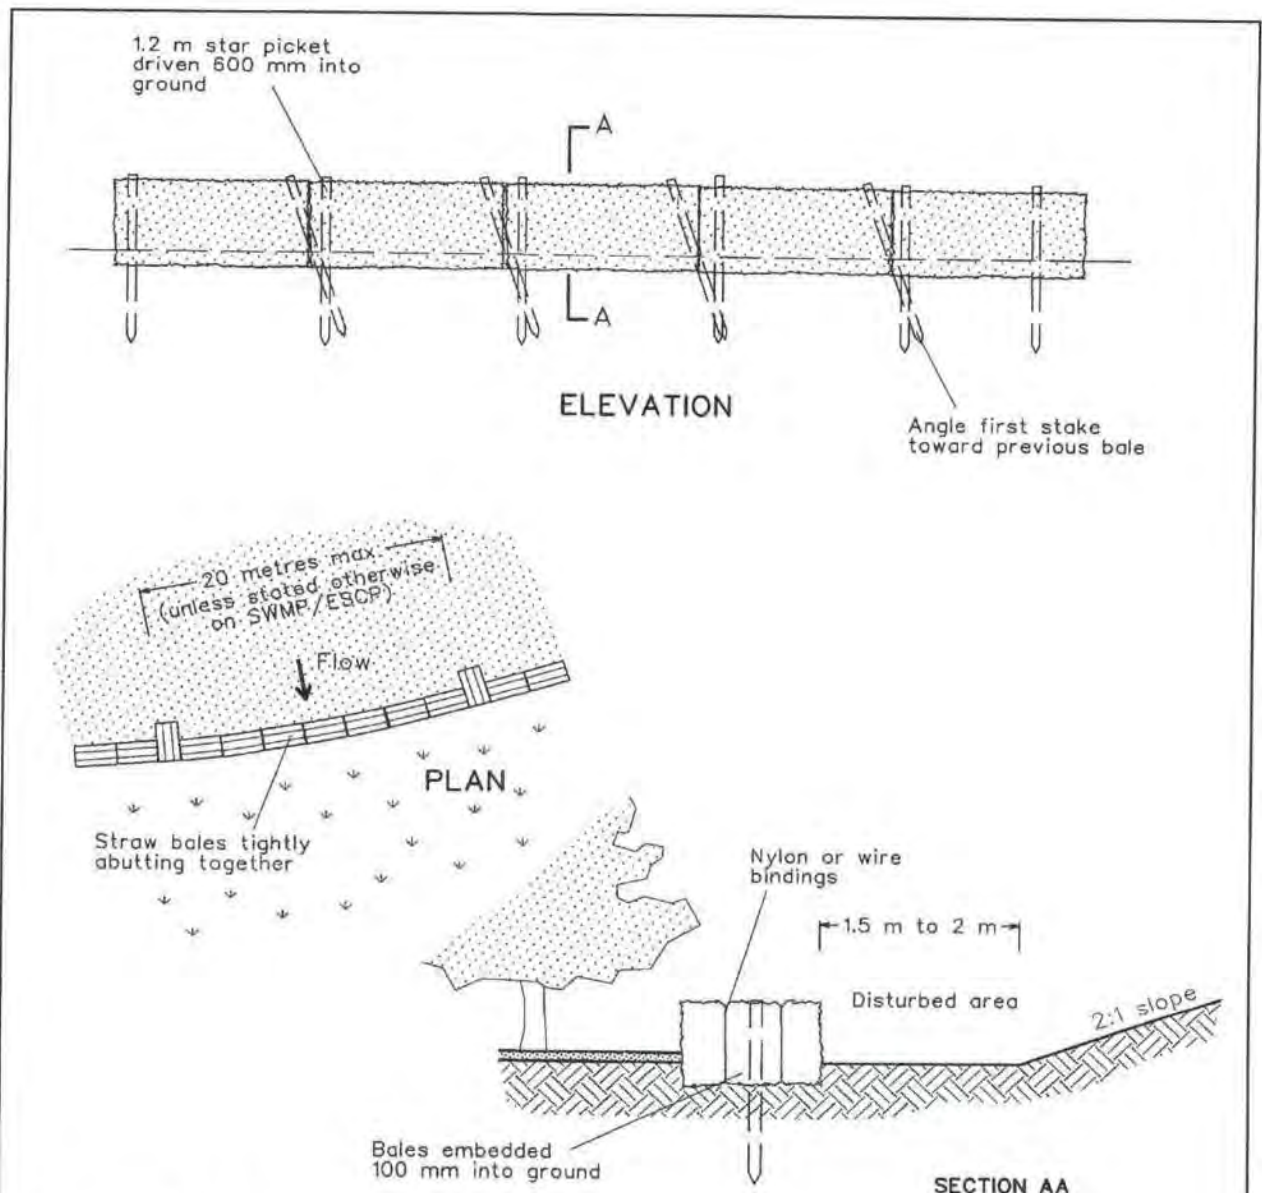 1.2 m star picket
driven 600 mm into
ground
A
A
ELEVATION
Angle first stake
toward previous bale
20 metres max.
(unless stated otherwise
on SWMP/ESCP)
Flow
PLAN
Straw bales tightly
abutting together
Nylon or wire
bindings
1.5 m to 2 m
Disturbed area
2:1 slope
Bales embedded
100 mm into ground
SECTION AA